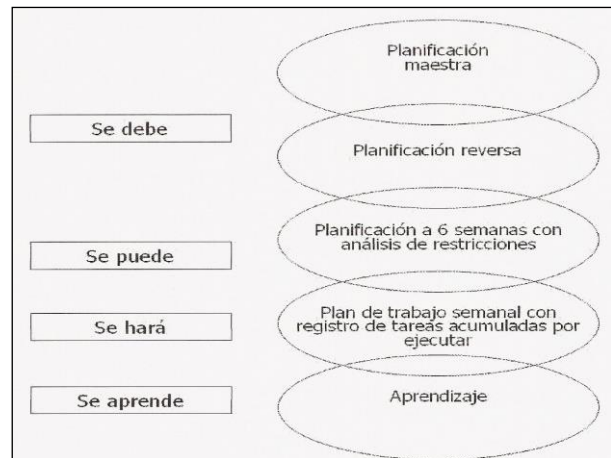 Planificación
maestra
Se debe
Planificación reversa
Planificación a 6 semanas con
análisis de restricciones
Se puede
Plan de trabajo semanal con
registro de tareas acumuladas por
ejecutar
Se hará
Aprendizaje
Se aprende